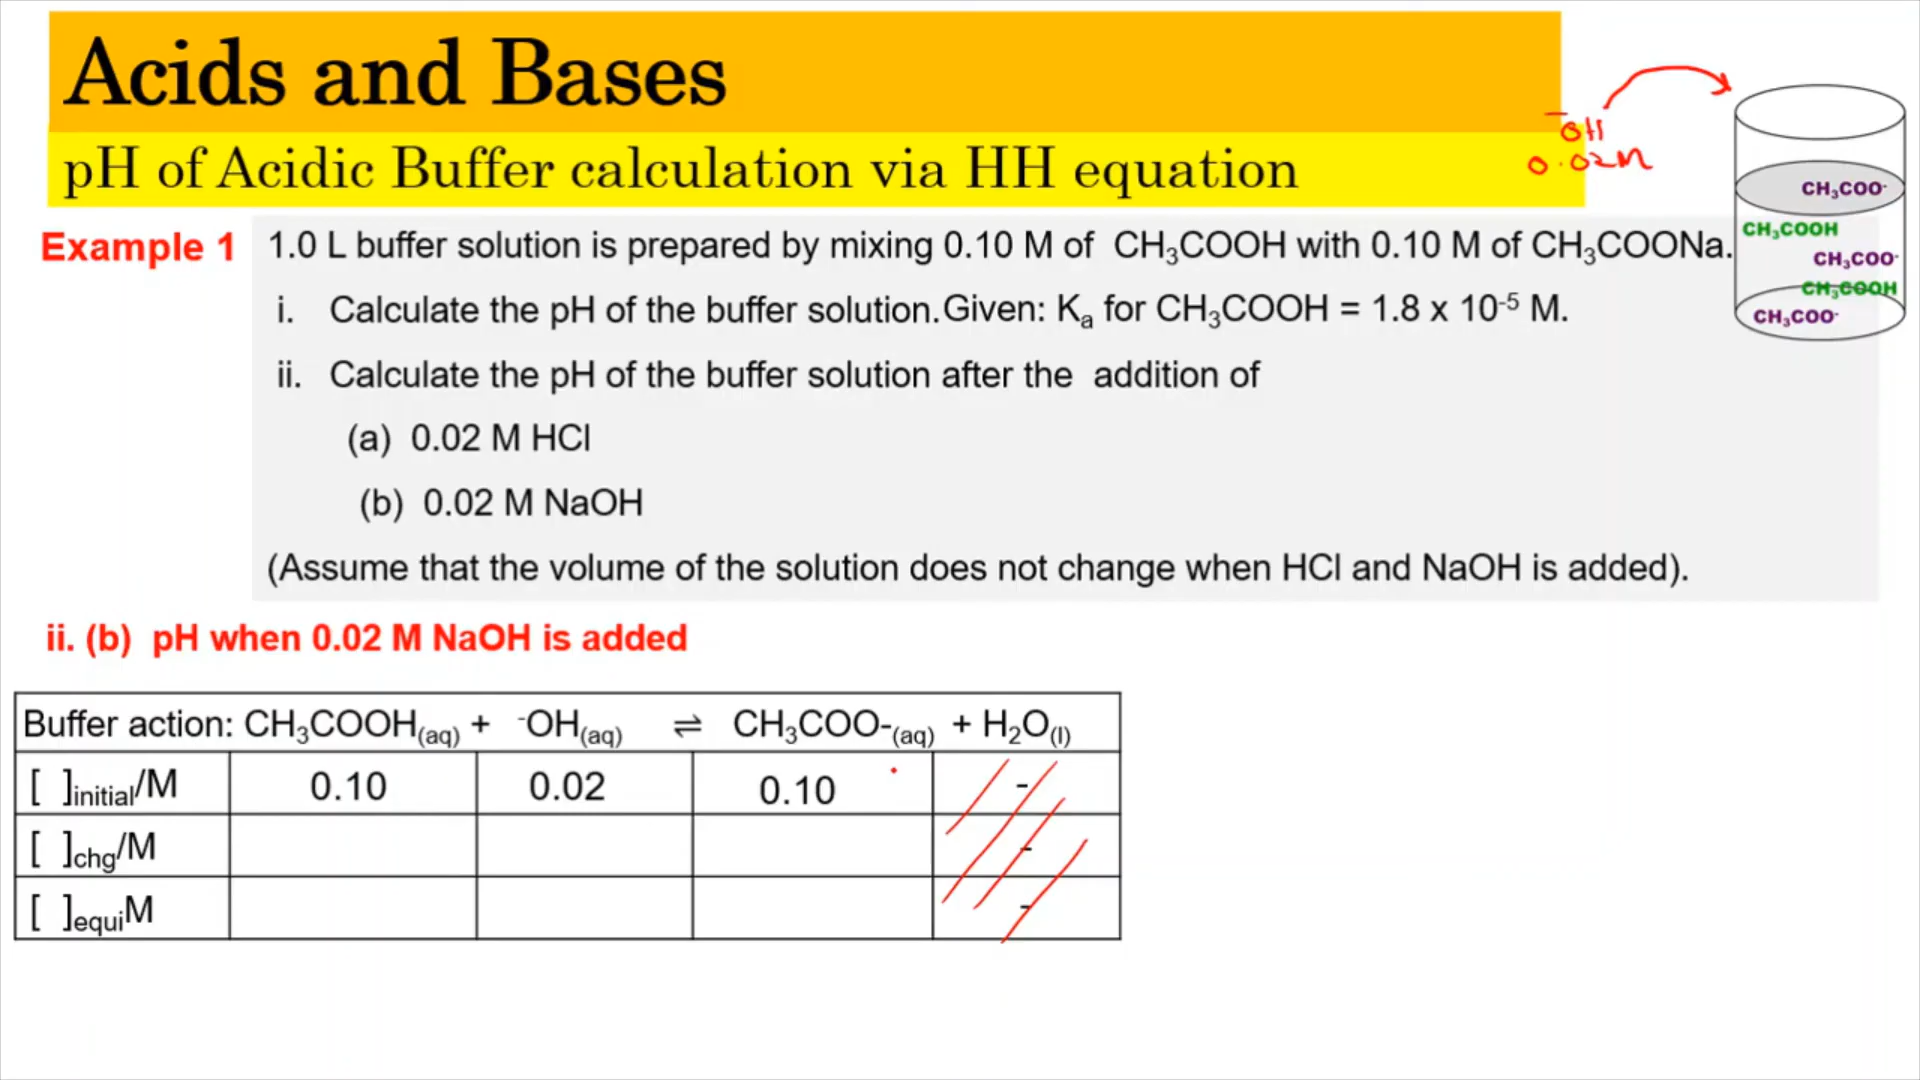 Acids and Bases
pH of Acidic Buffer calculation via HH equation
⁻OH
0.02M
CH₃COO⁻
CH₃COOH
CH₃COO⁻
CH₃COOH
CH₃COO⁻
Example 1
1.0 L buffer solution is prepared by mixing 0.10 M of CH₃COOH with 0.10 M of CH₃COONa.
i. Calculate the pH of the buffer solution. Given: Kₐ for CH₃COOH = 1.8 x 10⁻⁵ M.
ii. Calculate the pH of the buffer solution after the addition of
(a) 0.02 M HCl
(b) 0.02 M NaOH
(Assume that the volume of the solution does not change when HCl and NaOH is added).
ii. (b) pH when 0.02 M NaOH is added
Buffer action: CH₃COOH(aq) + ⁻OH(aq) ⇌ CH₃COO-(aq) + H₂O(l)
[ ]initial/M 0.10 0.02 0.10 -
[ ]chg/M -
[ ]equiM -